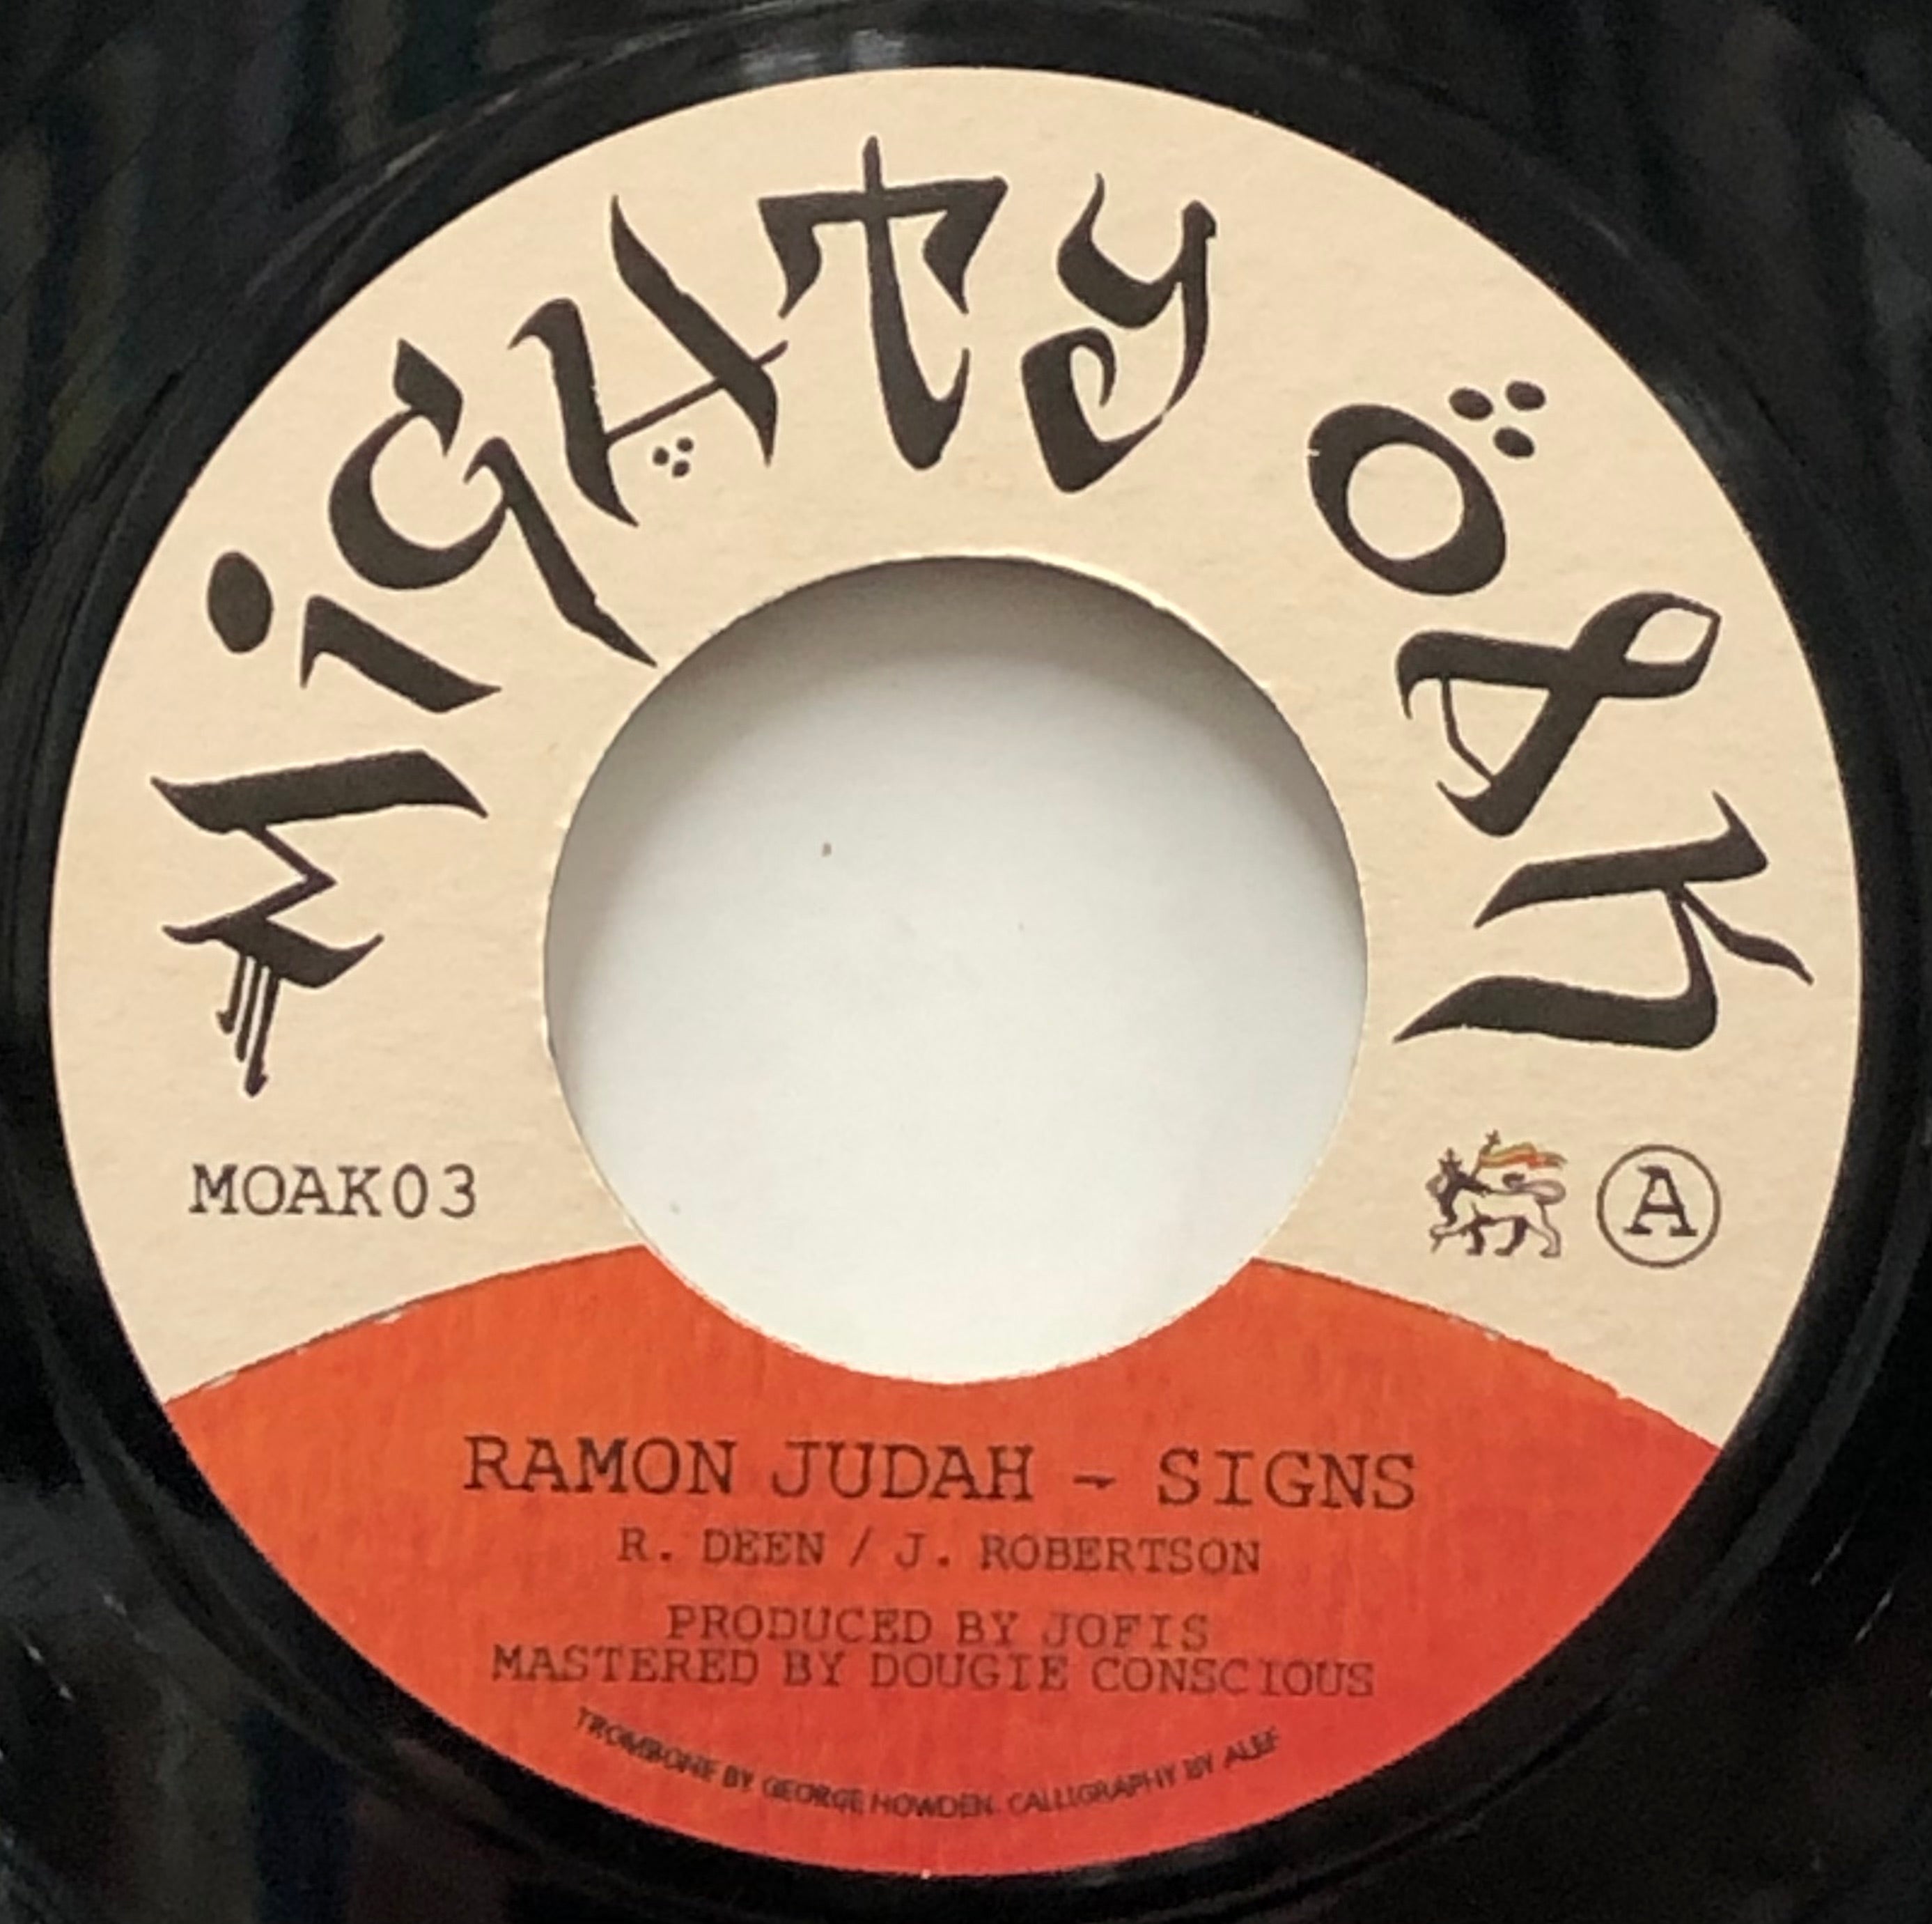 MiGHTY OAK
MOAK03
A
RAMON JUDAH - SIGNS
R. DEEN / J. ROBERTSON
PRODUCED BY JOFIS
MASTERED BY DOUGIE CONSCIOUS
TROMBONE BY GEORGE HOWDEN. CALLIGRAPHY BY ALEF